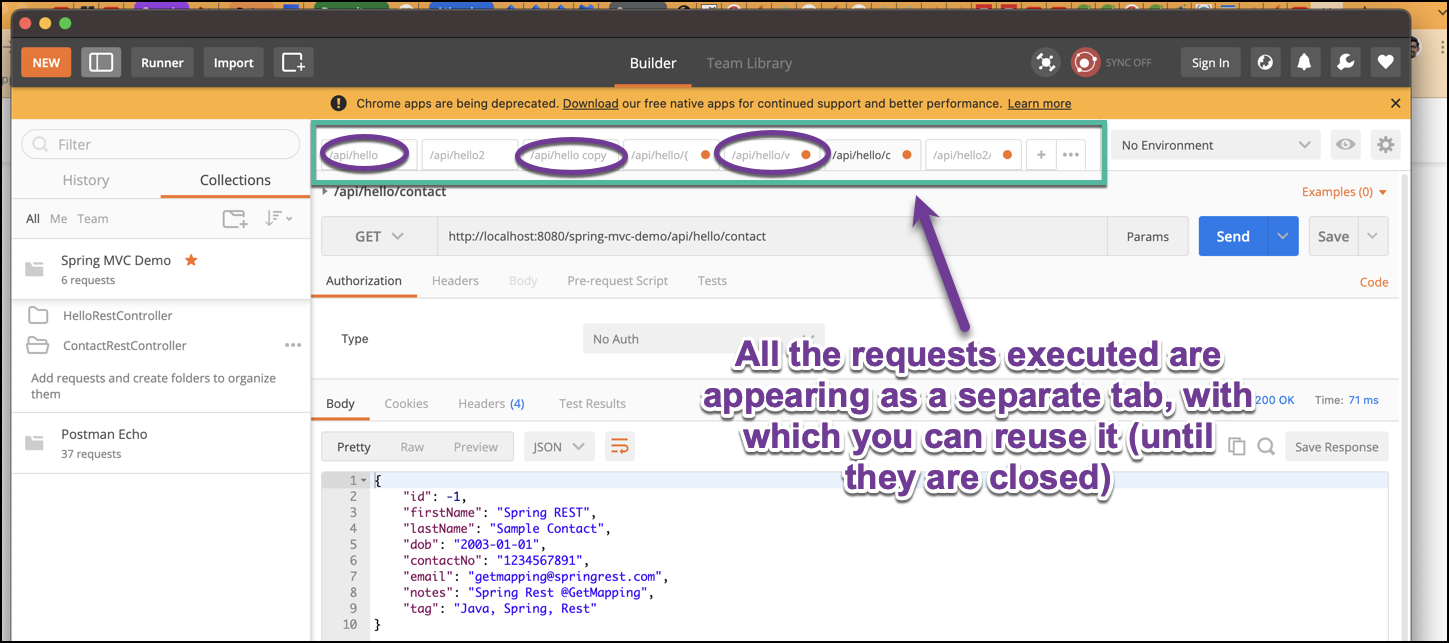 NEW
Runner
Import
Builder
Team Library
SYNC OFF
Sign In
Chrome apps are being deprecated. Download our free native apps for continued support and better performance. Learn more
Filter
/api/hello
/api/hello2
/api/hello copy
/api/hello/{
/api/hello/v
/api/hello/c
/api/hello2/
+
No Environment
History
Collections
/api/hello/contact
Examples (0)
All Me Team
GET
http://localhost:8080/spring-mvc-demo/api/hello/contact
Params
Send
Save
Spring MVC Demo
6 requests
Authorization
Headers
Body
Pre-request Script
Tests
Code
HelloRestController
ContactRestController
Type
No Auth
Add requests and create folders to organize
them
All the requests executed are
appearing as a separate tab, with
which you can reuse it (until
they are closed)
Body
Cookies
Headers (4)
Test Results
200 OK
Time: 71 ms
Postman Echo
37 requests
Pretty
Raw
Preview
JSON
Save Response
1 {
2 "id": -1,
3 "firstName": "Spring REST",
4 "lastName": "Sample Contact",
5 "dob": "2003-01-01",
6 "contactNo": "1234567891",
7 "email": "getmapping@springrest.com",
8 "notes": "Spring Rest @GetMapping",
9 "tag": "Java, Spring, Rest"
10 }